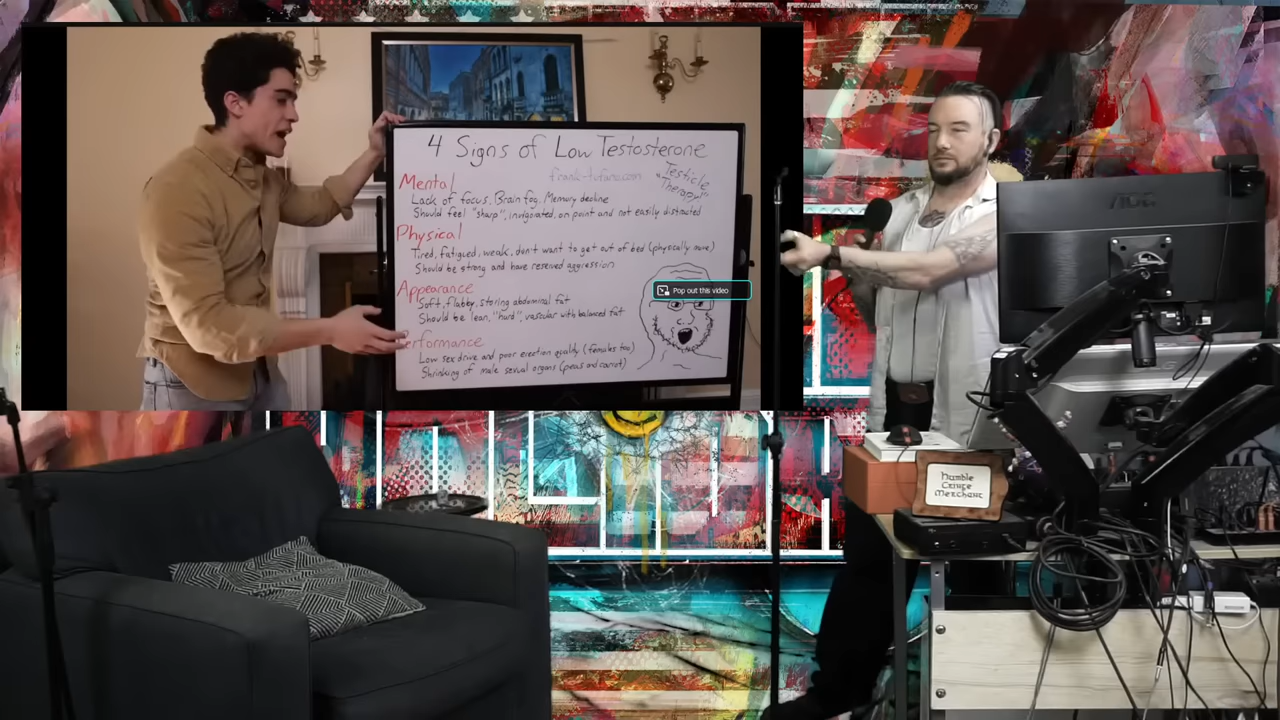 4 Signs of Low Testosterone
frank-tufano.com
Testicle
"Therapy"
Mental
Lack of focus, Brain fog, Memory decline
Should feel "sharp", invigirated, on point and not easily distracted
Physical
Tired, fatigued, weak, don't want to get out of bed (physically more)
Should be strong and have reserved aggression
Appearance
Soft, flabby, storing abdominal fat
Should be lean, "hard", vascular with balanced fat
Performance
Low sex drive and poor erection quality (females too)
Shrinking of male sexual organs (penis and carrot)
Pop out this video
AOC
Humble
Cringe
Merchant